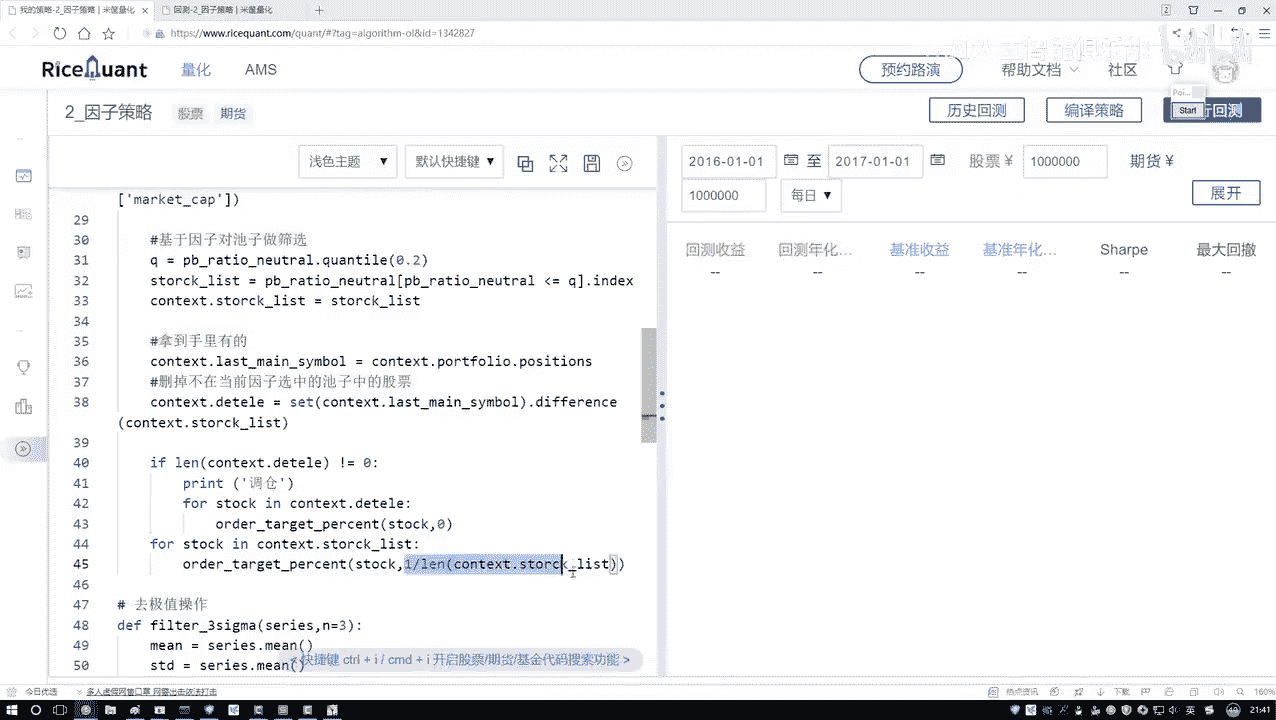 我的策略-2_因子策略 | 米筐量化
回测-2_因子策略 | 米筐量化
https://www.ricequant.com/quant/#?tag=algorithm-ol&id=1342827
RiceQuant 量化 AMS 预约路演 帮助文档 社区
Poi...
Start
2_因子策略 股票 期货 历史回测 编译策略 行回测
浅色主题 ▼ 默认快捷键 ▼
2016-01-01 至 2017-01-01 股票 ¥ 1000000 期货 ¥
1000000 每日 ▼ 展开
回测收益 回测年化... 基准收益 基准年化... Sharpe 最大回撤
-- -- -- -- -- --
['market_cap'])
29
30 #基于因子对池子做筛选
31 q = pb_ratio_neutral.quantile(0.2)
32 storck_list = pb_ratio_neutral[pb_ratio_neutral <= q].index
33 context.storck_list = storck_list
34
35 #拿到手里有的
36 context.last_main_symbol = context.portfolio.positions
37 #删掉不在当前因子选中的池子中的股票
38 context.detele = set(context.last_main_symbol).difference
(context.storck_list)
39
40 if len(context.detele) != 0:
41 print ('调仓')
42 for stock in context.detele:
43 order_target_percent(stock,0)
44 for stock in context.storck_list:
45 order_target_percent(stock,1/len(context.storck_list))
46
47 # 去极值操作
48 def filter_3sigma(series,n=3):
49 mean = series.mean()
50 std = series.mean()
快捷键 ctrl + i / cmd + i 开启股票/期货/基金代码搜索功能 >
今日优选 多人虚假网售口罩 网警出击依法打击
热点资讯 下载 160%
英 21:41